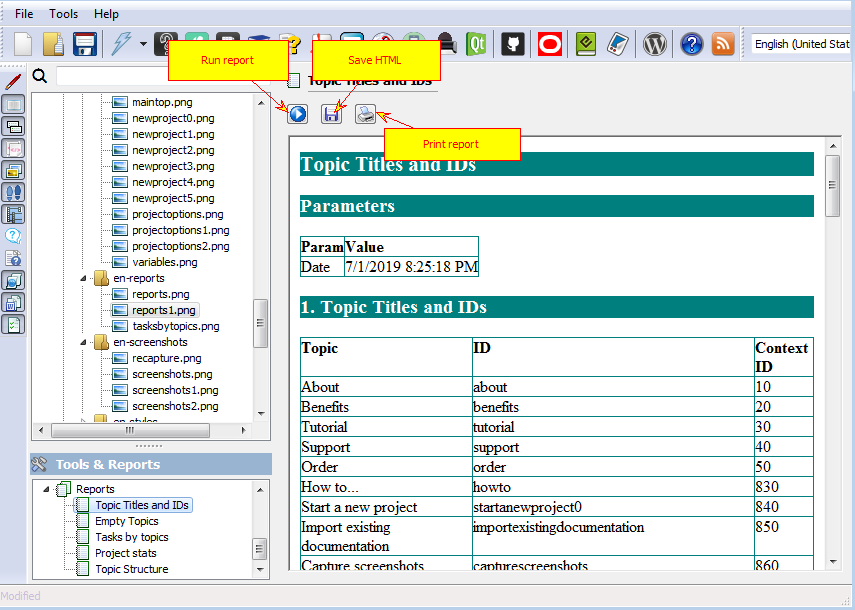 File Tools Help
English (United Stat
Run report
Save HTML
Topic Titles and IDs
Print report
maintop.png
newproject0.png
newproject1.png
newproject2.png
newproject3.png
newproject4.png
newproject5.png
projectoptions.png
projectoptions1.png
projectoptions2.png
variables.png
en-reports
reports.png
reports1.png
tasksbytopics.png
en-screenshots
recapture.png
screenshots.png
screenshots1.png
screenshots2.png
en-styles
Tools & Reports
Reports
Topic Titles and IDs
Empty Topics
Tasks by topics
Project stats
Topic Structure
Topic Titles and IDs
Parameters
Param Value
Date 7/1/2019 8:25:18 PM
1. Topic Titles and IDs
Topic ID Context
ID
About about 10
Benefits benefits 20
Tutorial tutorial 30
Support support 40
Order order 50
How to... howto 830
Start a new project startanewproject0 840
Import existing importexistingdocumentation 850
documentation
Capture screenshots capturescreenshots 860
Modified